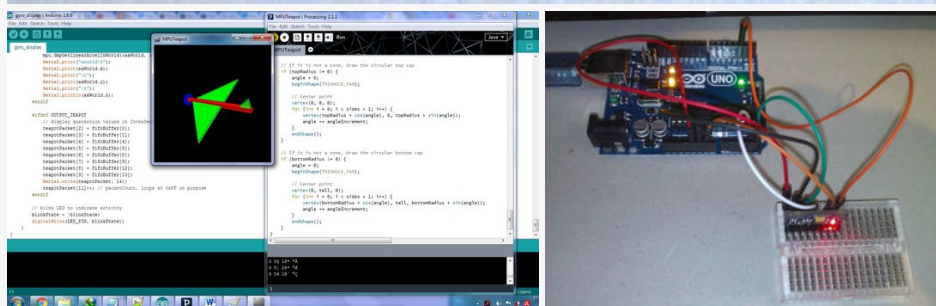 gyro_display | Arduino 1.0.6
File Edit Sketch Tools Help
gyro_display
Serial.print("aworld\t");
Serial.print(aaWorld.x);
Serial.print("\t");
Serial.print(aaWorld.y);
Serial.print("\t");
Serial.println(aaWorld.z);
#endif
#ifdef OUTPUT_TEAPOT
// display quaternion values in InvenSe
teapotPacket[2] = fifoBuffer[0];
teapotPacket[3] = fifoBuffer[1];
teapotPacket[4] = fifoBuffer[4];
teapotPacket[5] = fifoBuffer[5];
teapotPacket[6] = fifoBuffer[8];
teapotPacket[7] = fifoBuffer[9];
teapotPacket[8] = fifoBuffer[12];
teapotPacket[9] = fifoBuffer[13];
Serial.write(teapotPacket, 14);
teapotPacket[11]++; // packetCount, loops at 0xFF on purpose
#endif
// blink LED to indicate activity
blinkState = !blinkState;
digitalWrite(LED_PIN, blinkState);
}
}
MPUTeapot
MPUTeapot | Processing 2.1.1
File Edit Sketch Tools Help
Run
Java
MPUTeapot
// If it is not a cone, draw the circular top cap
if (topRadius != 0) {
angle = 0;
beginShape(TRIANGLE_FAN);
// Center point
vertex(0, 0, 0);
for (int i = 0; i < sides + 1; i++) {
vertex(topRadius * cos(angle), 0, topRadius * sin(angle));
angle += angleIncrement;
}
endShape();
}
// If it is not a cone, draw the circular bottom cap
if (bottomRadius != 0) {
angle = 0;
beginShape(TRIANGLE_FAN);
// Center point
vertex(0, tall, 0);
for (int i = 0; i < sides + 1; i++) {
vertex(bottomRadius * cos(angle), tall, bottomRadius * sin(angle));
angle += angleIncrement;
}
endShape();
}
}
UNO